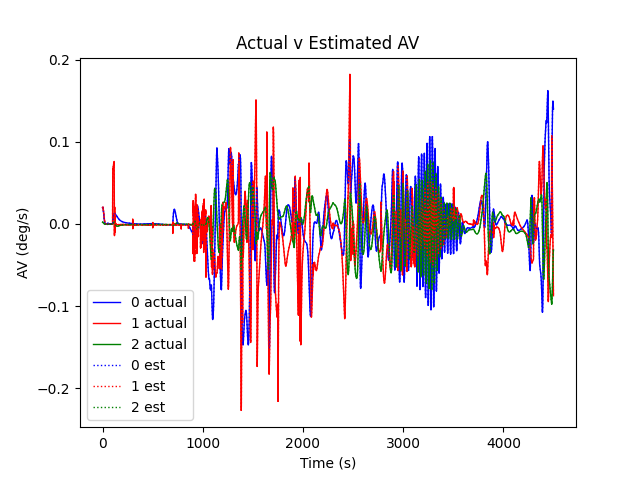 Actual v Estimated AV
AV (deg/s)
0.2
0.1
0.0
−0.1
−0.2
0 actual
1 actual
2 actual
0 est
1 est
2 est
0 1000 2000 3000 4000
Time (s)